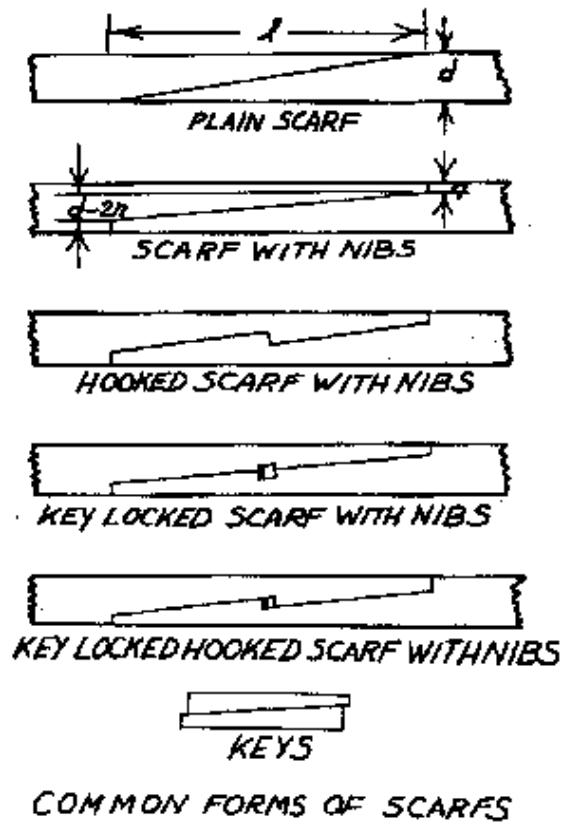 l
d
PLAIN SCARF
d-2n
SCARF WITH NIBS
HOOKED SCARF WITH NIBS
KEY LOCKED SCARF WITH NIBS
KEY LOCKED HOOKED SCARF WITH NIBS
KEYS
COMMON FORMS OF SCARFS